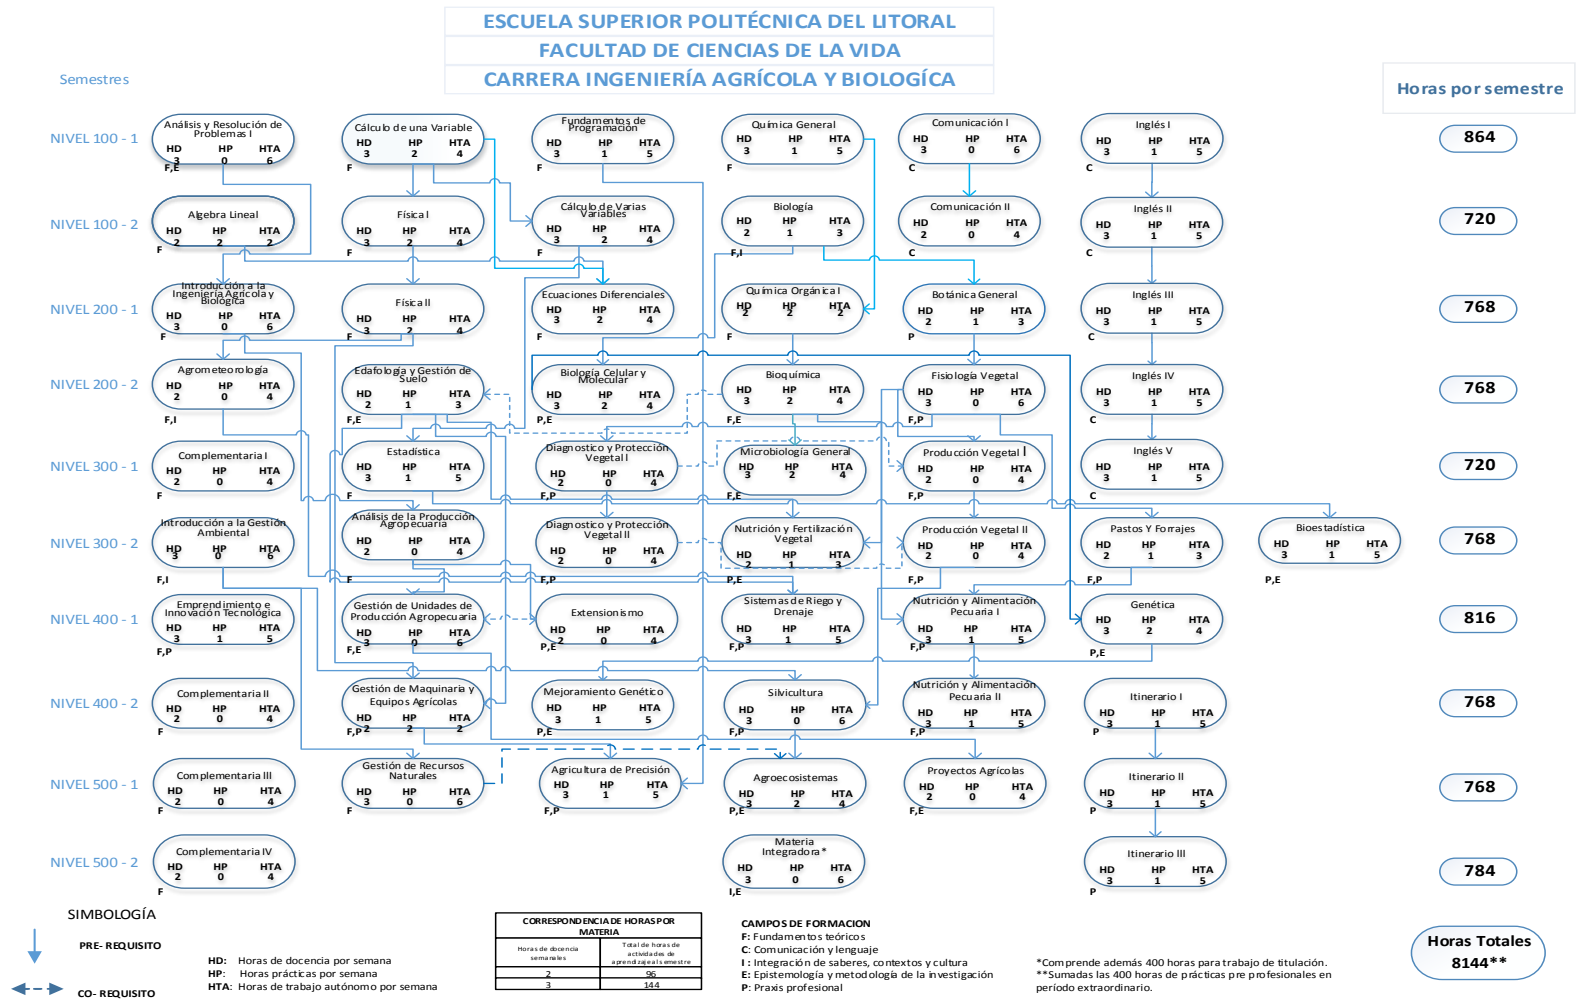 ESCUELA SUPERIOR POLITÉCNICA DEL LITORAL
FACULTAD DE CIENCIAS DE LA VIDA
CARRERA INGENIERÍA AGRÍCOLA Y BIOLOGÍCA
Semestres
Horas por semestre
NIVEL 100 - 1
Análisis y Resolución de
Problemas I
HD HP HTA
3 0 6
F,E
Cálculo de una Variable
HD HP HTA
3 2 4
F
Fundamentos de
Programación
HD HP HTA
3 1 5
F
Química General
HD HP HTA
3 1 5
F
Comunicación I
HD HP HTA
3 0 6
C
Inglés I
HD HP HTA
3 1 5
C
864
NIVEL 100 - 2
Algebra Lineal
HD HP HTA
2 2 2
F
Física I
HD HP HTA
3 2 4
F
Cálculo de Varias
Variables
HD HP HTA
3 2 4
F
Biología
HD HP HTA
2 1 3
F,I
Comunicación II
HD HP HTA
2 0 4
C
Inglés II
HD HP HTA
3 1 5
C
720
NIVEL 200 - 1
Introducción a la
Ingeniería Agrícola y
Biológica
HD HP HTA
3 0 6
F
Física II
HD HP HTA
3 2 4
F
Ecuaciones Diferenciales
HD HP HTA
3 2 4
F
Química Orgánica I
HD HP HTA
2 2 2
F
Botánica General
HD HP HTA
2 1 3
P
Inglés III
HD HP HTA
3 1 5
C
768
NIVEL 200 - 2
Agrometeorología
HD HP HTA
2 0 4
F,I
Edafología y Gestión de
Suelo
HD HP HTA
2 1 3
F,E
Biología Celular y
Molecular
HD HP HTA
3 2 4
P,E
Bioquímica
HD HP HTA
3 2 4
F,E
Fisiología Vegetal
HD HP HTA
3 0 6
F,P
Inglés IV
HD HP HTA
3 1 5
C
768
NIVEL 300 - 1
Complementaria I
HD HP HTA
2 0 4
F
Estadística
HD HP HTA
3 1 5
F
Diagnostico y Protección
Vegetal I
HD HP HTA
2 0 4
F,P
Microbiología General
HD HP HTA
3 2 4
F,E
Producción Vegetal I
HD HP HTA
2 0 4
F,P
Inglés V
HD HP HTA
3 1 5
C
720
NIVEL 300 - 2
Introducción a la Gestión
Ambiental
HD HP HTA
3 0 6
F,I
Análisis de la Producción
Agropecuaria
HD HP HTA
2 0 4
F
Diagnostico y Protección
Vegetal II
HD HP HTA
2 0 4
F,P
Nutrición y Fertilización
Vegetal
HD HP HTA
2 1 3
P,E
Producción Vegetal II
HD HP HTA
2 0 4
F,P
Pastos Y Forrajes
HD HP HTA
2 1 3
F,P
Bioestadística
HD HP HTA
3 1 5
P,E
768
NIVEL 400 - 1
Emprendimiento e
Innovación Tecnológica
HD HP HTA
3 1 5
F,P
Gestión de Unidades de
Producción Agropecuaria
HD HP HTA
3 0 6
F,E
Extensionismo
HD HP HTA
2 0 4
P,E
Sistemas de Riego y
Drenaje
HD HP HTA
3 1 5
F,P
Nutrición y Alimentación
Pecuaria I
HD HP HTA
3 1 5
F,P
Genética
HD HP HTA
3 2 4
P,E
816
NIVEL 400 - 2
Complementaria II
HD HP HTA
2 0 4
F
Gestión de Maquinaria y
Equipos Agrícolas
HD HP HTA
2 2 2
F,P
Mejoramiento Genético
HD HP HTA
3 1 5
P,E
Silvicultura
HD HP HTA
3 0 6
F,P
Nutrición y Alimentación
Pecuaria II
HD HP HTA
3 1 5
F,P
Itinerario I
HD HP HTA
3 1 5
P
768
NIVEL 500 - 1
Complementaria III
HD HP HTA
2 0 4
F
Gestión de Recursos
Naturales
HD HP HTA
3 0 6
F
Agricultura de Precisión
HD HP HTA
3 1 5
F,P
Agroecosistemas
HD HP HTA
3 2 4
P,E
Proyectos Agrícolas
HD HP HTA
2 0 4
F,E
Itinerario II
HD HP HTA
3 1 5
P
768
NIVEL 500 - 2
Complementaria IV
HD HP HTA
2 0 4
F
Materia
Integradora*
HD HP HTA
3 0 6
I,E
Itinerario III
HD HP HTA
3 1 5
P
784
SIMBOLOGÍA
PRE- REQUISITO
CO- REQUISITO
HD: Horas de docencia por semana
HP: Horas prácticas por semana
HTA: Horas de trabajo autónomo por semana
CORRESPONDENCIA DE HORAS POR
MATERIA
Horas de docencia
semanales
Total de horas de
actividades de
aprendizaje al semestre
2 96
3 144
CAMPOS DE FORMACION
F: Fundamentos teóricos
C: Comunicación y lenguaje
I : Integración de saberes, contextos y cultura
E: Epistemología y metodología de la investigación
P: Praxis profesional
*Comprende además 400 horas para trabajo de titulación.
**Sumadas las 400 horas de prácticas pre profesionales en
período extraordinario.
Horas Totales
8144**